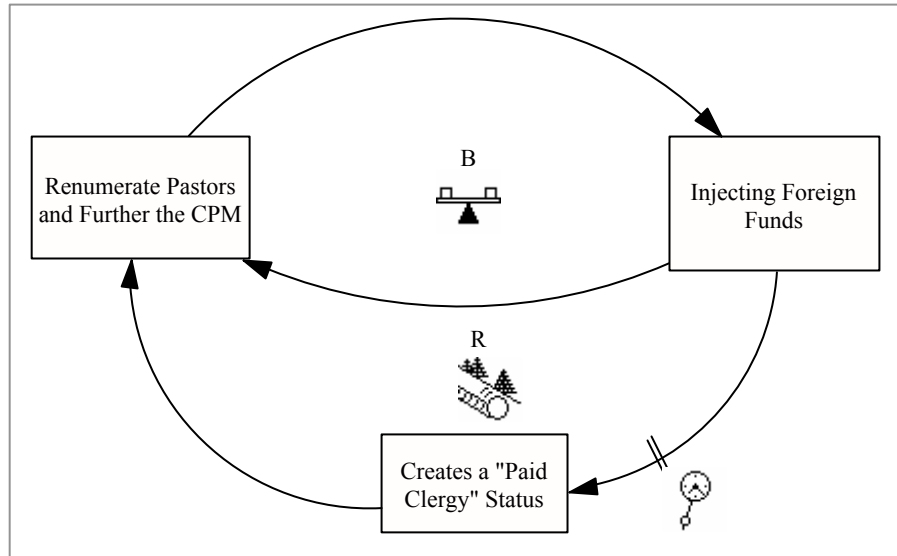 B
Renumerate Pastors
and Further the CPM
Injecting Foreign
Funds
R
Creates a "Paid
Clergy" Status